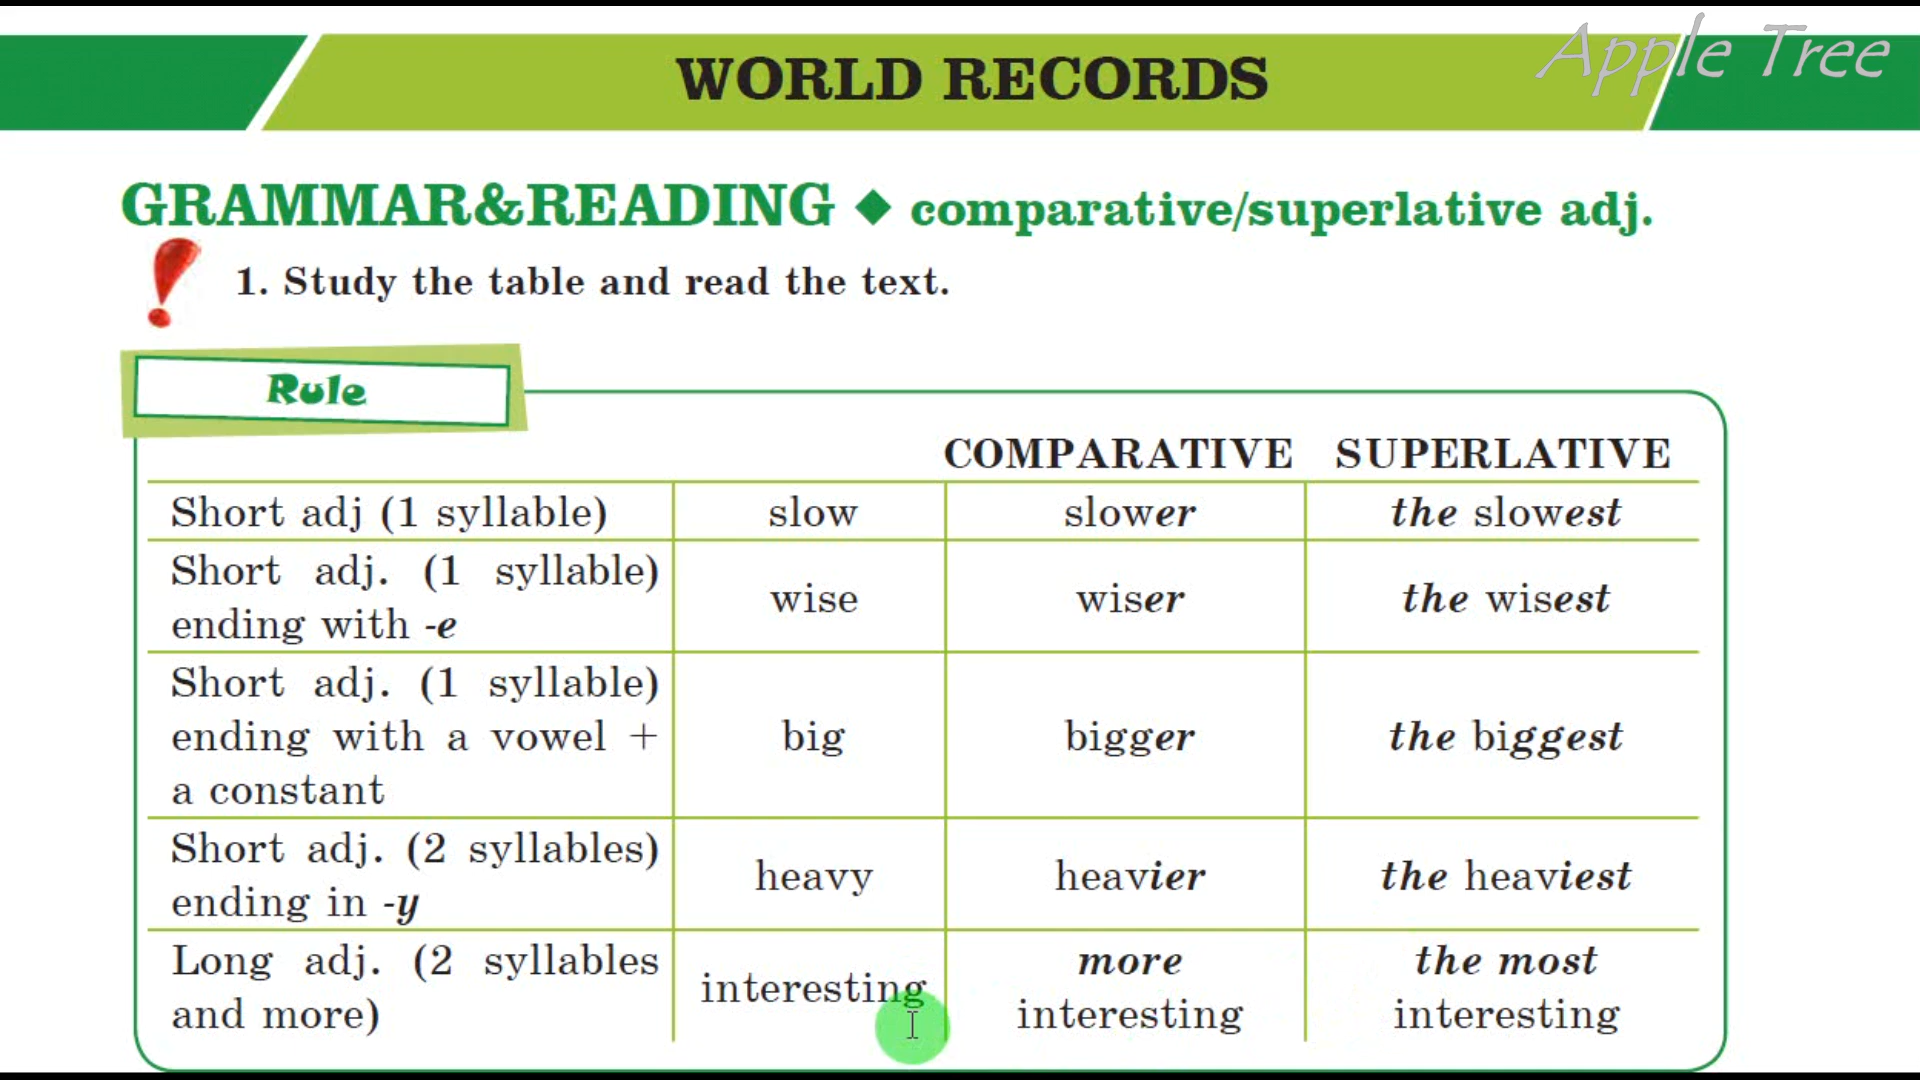 Apple Tree
WORLD RECORDS
GRAMMAR&READING ◆ comparative/superlative adj.
1. Study the table and read the text.
Rule
COMPARATIVE SUPERLATIVE
Short adj (1 syllable) slow slower the slowest
Short adj. (1 syllable)
ending with -e
wise wiser the wisest
Short adj. (1 syllable)
ending with a vowel +
a constant
big bigger the biggest
Short adj. (2 syllables)
ending in -y
heavy heavier the heaviest
Long adj. (2 syllables
and more)
interesting
more
interesting
the most
interesting